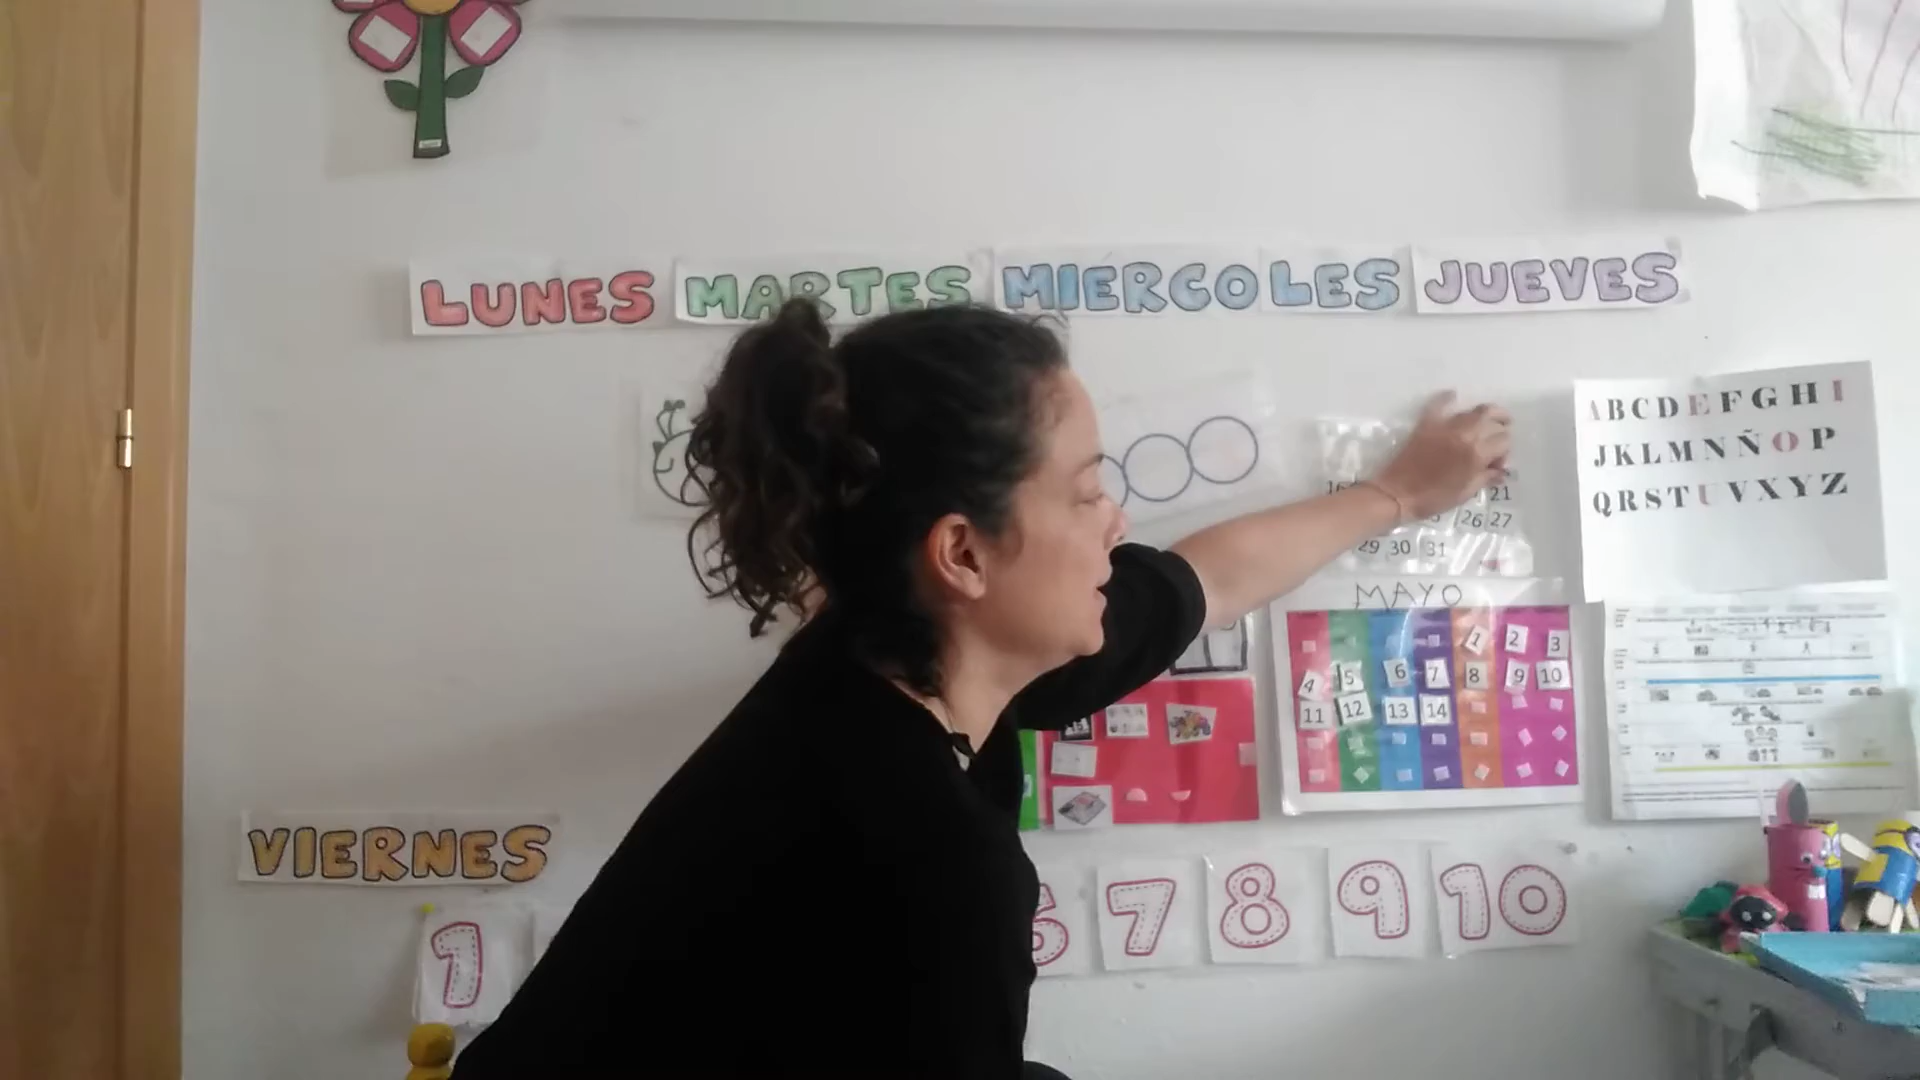 LUNES MARTES MIERCOLES JUEVES
ABCDEFGHI
JKLMNÑOP
QRSTUVXYZ
21
26 27
29 30 31
MAYO
1 2 3
4 5 6 7 8 9 10
11 12 13 14
VIERNES
1 6 7 8 9 10